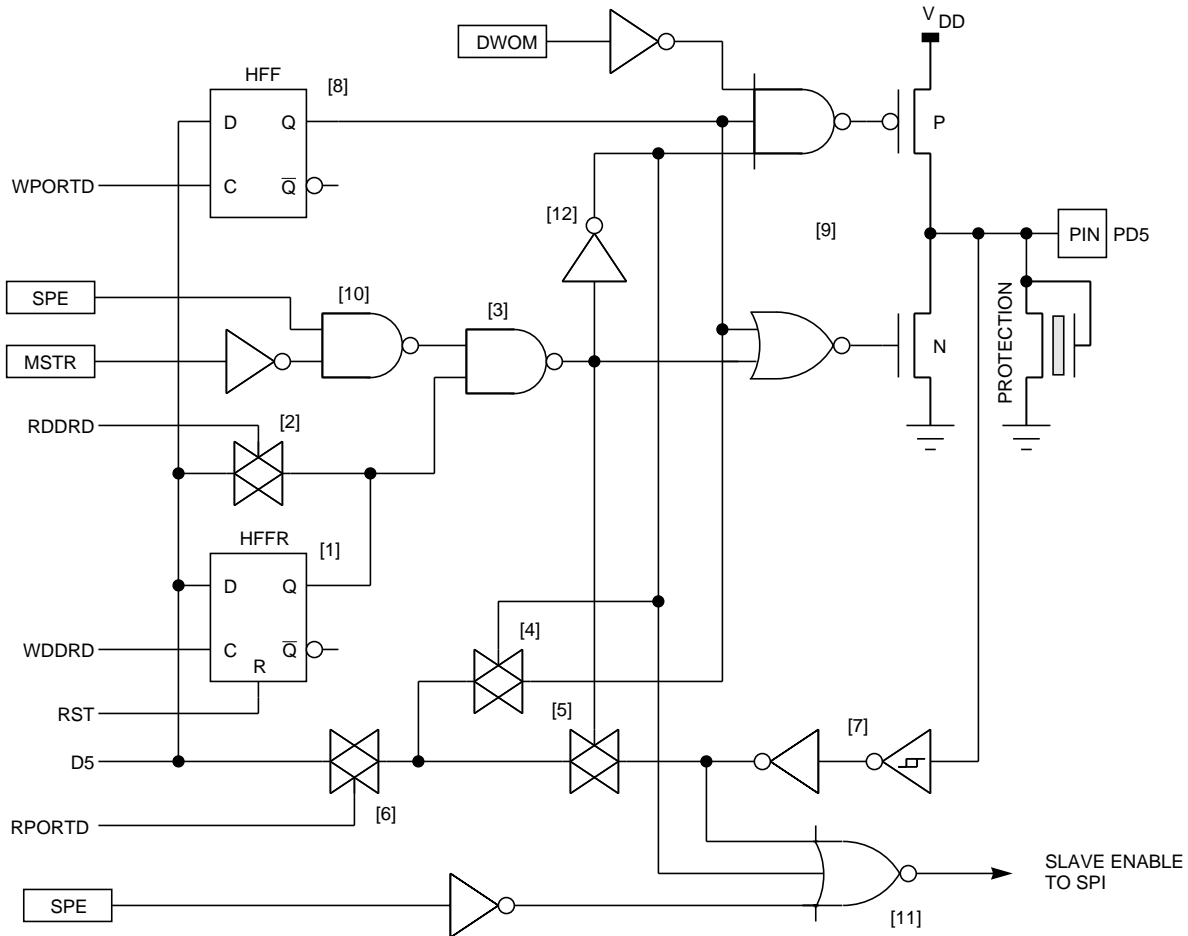 V DD
DWOM
HFF
[8]
D
Q
P
WPORTD
C
Q
[12]
[9]
PIN
PD5
SPE
[10]
[3]
PROTECTION
MSTR
N
RDDRD
[2]
HFFR
[1]
D
Q
[4]
WDDRD
C
Q
R
RST
[5]
[7]
D5
[6]
RPORTD
SLAVE ENABLE
TO SPI
SPE
[11]